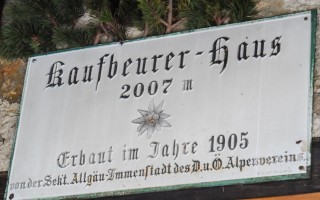 Kaufbeurer-Haus
2007 m
Erbaut im Jahre 1905
von der Sekt. Allgäu-Immenstadt des D.u.Ö. Alpenvereins